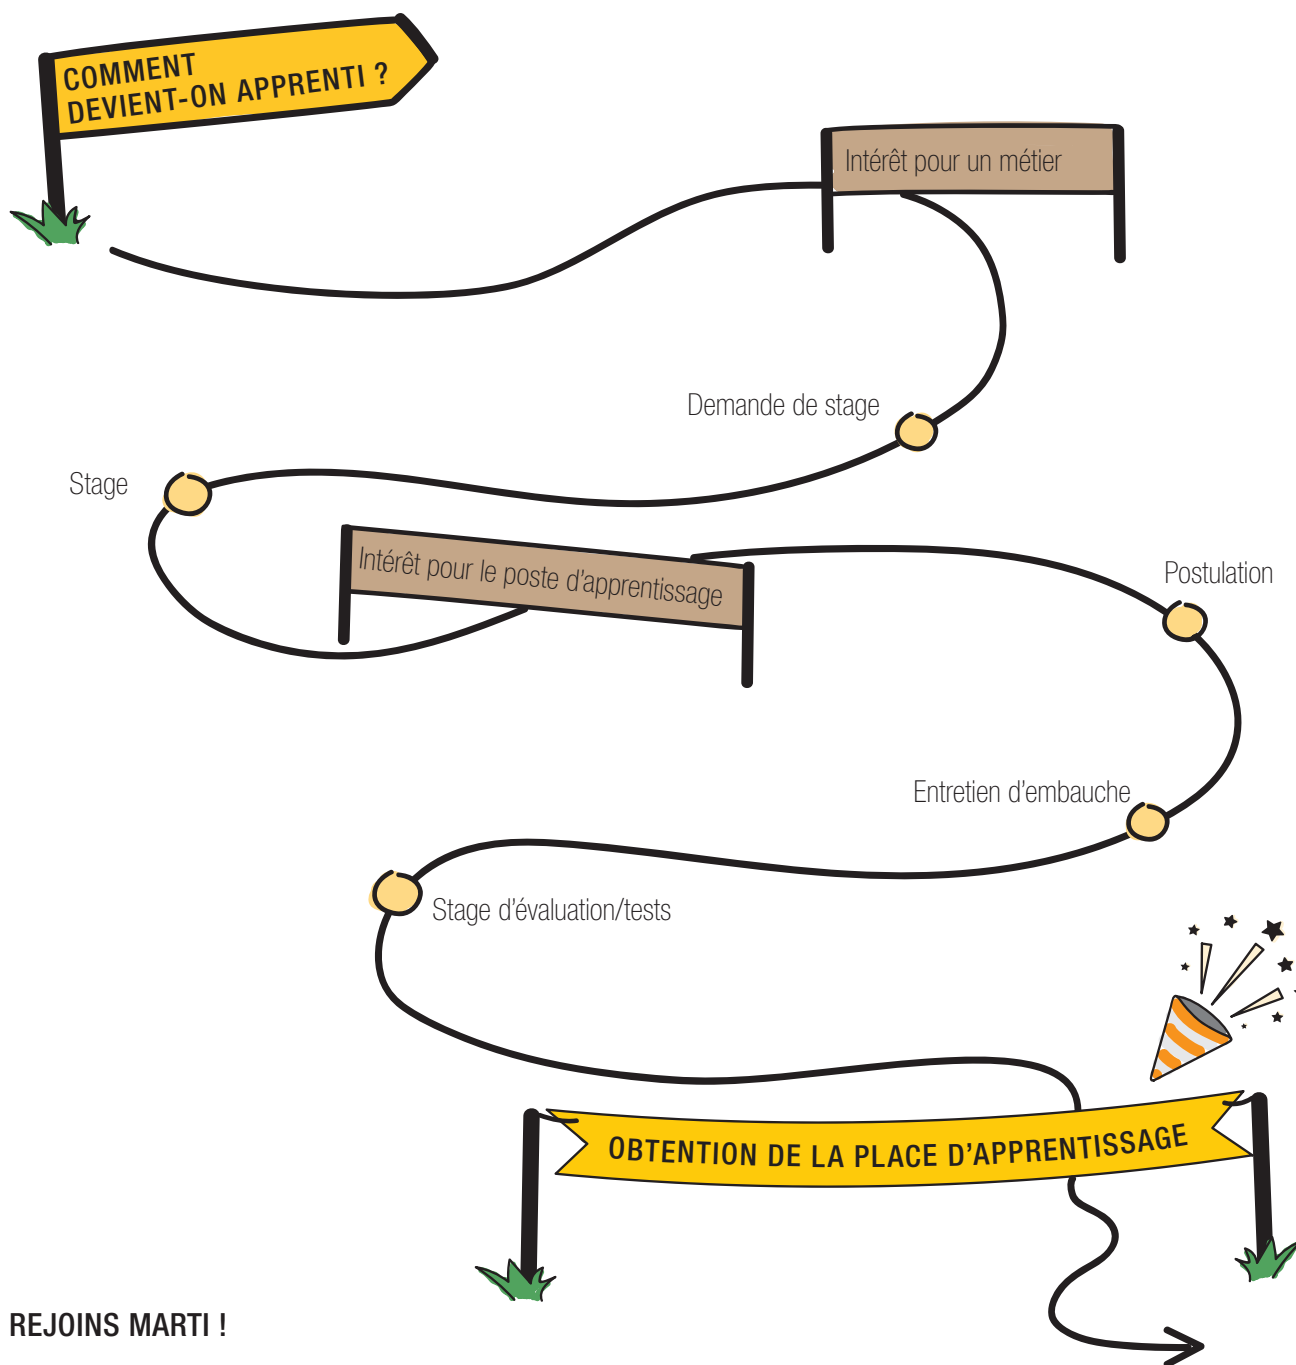 COMMENT
DEVIENT-ON APPRENTI ?
Intérêt pour un métier
Demande de stage
Stage
Intérêt pour le poste d'apprentissage
Postulation
Entretien d'embauche
Stage d'évaluation/tests
OBTENTION DE LA PLACE D'APPRENTISSAGE
REJOINS MARTI !